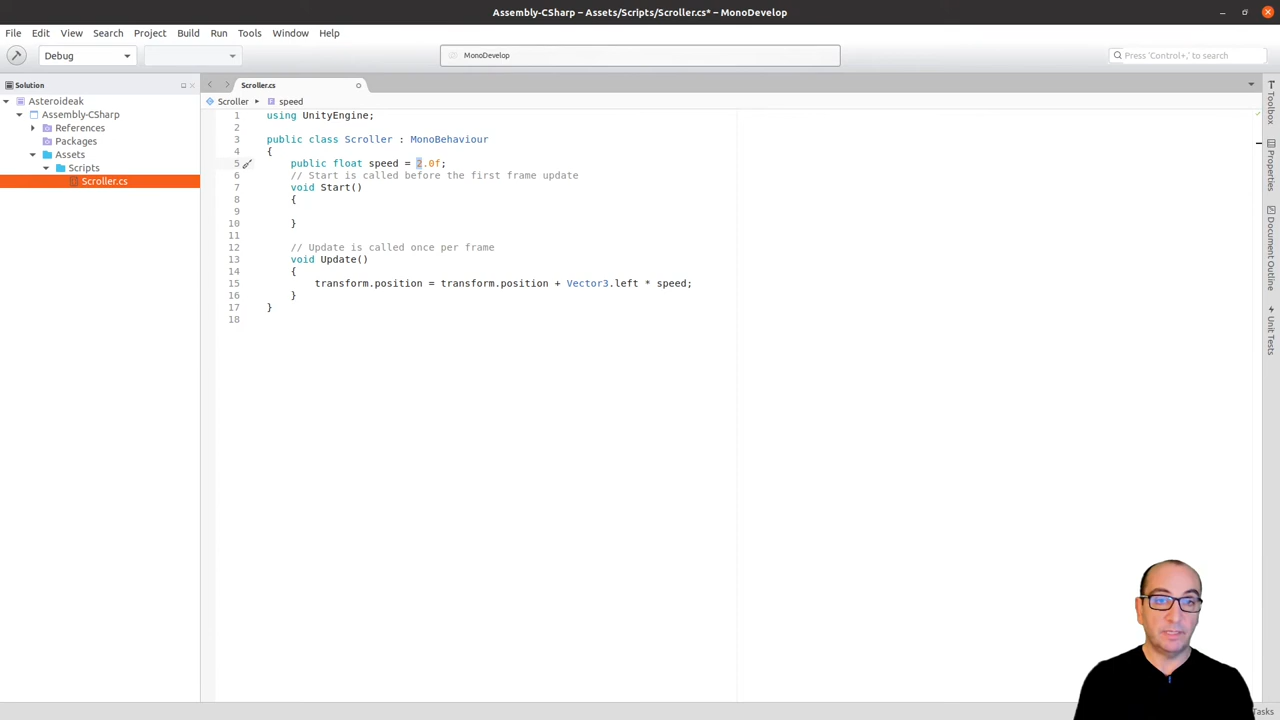 Assembly-CSharp – Assets/Scripts/Scroller.cs* – MonoDevelop
File Edit View Search Project Build Run Tools Window Help
Debug
MonoDevelop
Press 'Control+,' to search
Solution
Asteroideak
Assembly-CSharp
References
Packages
Assets
Scripts
Scroller.cs
Scroller.cs
Scroller ▸ speed
1 using UnityEngine;
2
3 public class Scroller : MonoBehaviour
4 {
5 public float speed = 2.0f;
6 // Start is called before the first frame update
7 void Start()
8 {
9
10 }
11
12 // Update is called once per frame
13 void Update()
14 {
15 transform.position = transform.position + Vector3.left * speed;
16 }
17 }
18
Toolbox
Properties
Document Outline
Unit Tests
Tasks